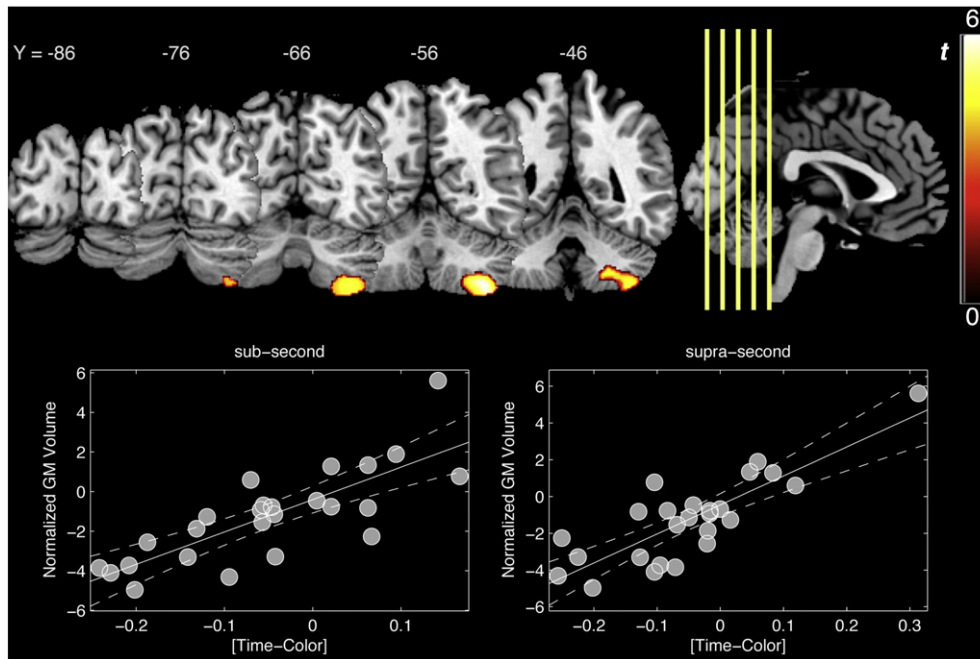 Y = -86 -76 -66 -56 -46
6
t
0
sub-second
Normalized GM Volume
6
4
2
0
-2
-4
-6
-0.2 -0.1 0 0.1
[Time-Color]
supra-second
Normalized GM Volume
6
4
2
0
-2
-4
-6
-0.2 -0.1 0 0.1 0.2 0.3
[Time-Color]